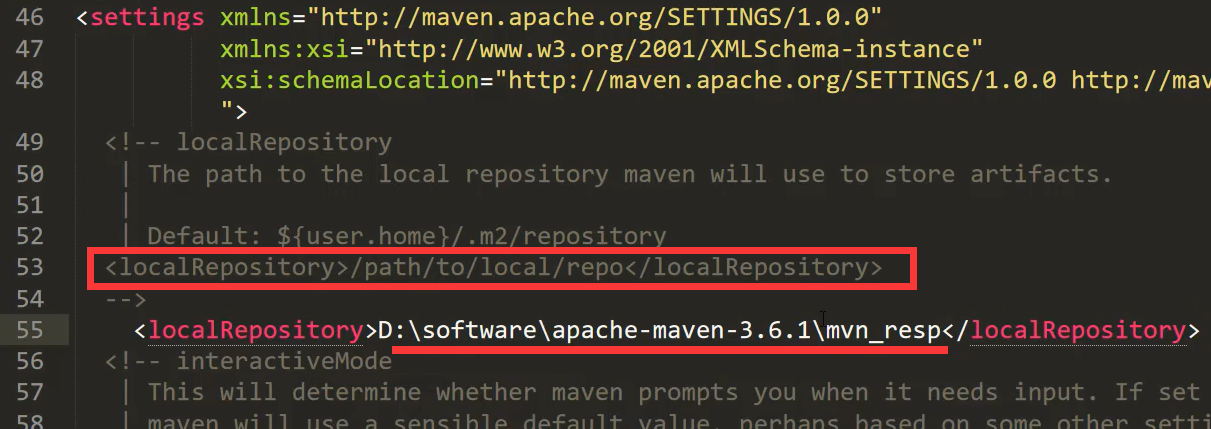 46 <settings xmlns="http://maven.apache.org/SETTINGS/1.0.0"
47 xmlns:xsi="http://www.w3.org/2001/XMLSchema-instance"
48 xsi:schemaLocation="http://maven.apache.org/SETTINGS/1.0.0 http://mav
">
49 <!-- localRepository
50 | The path to the local repository maven will use to store artifacts.
51 |
52 | Default: ${user.home}/.m2/repository
53 <localRepository>/path/to/local/repo</localRepository>
54 -->
55 <localRepository>D:\software\apache-maven-3.6.1\mvn_resp</localRepository>
56 <!-- interactiveMode
57 | This will determine whether maven prompts you when it needs input. If set
58 | maven will use a sensible default value, perhaps based on some other setti